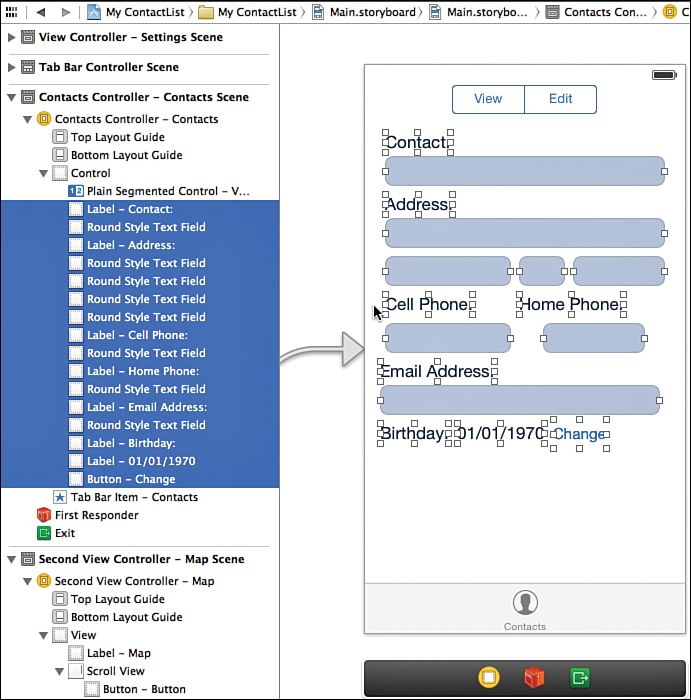 My ContactList
My ContactList
Main.storyboard
Main.storybo...
Contacts Con...
C
View Controller – Settings Scene
Tab Bar Controller Scene
Contacts Controller – Contacts Scene
Contacts Controller – Contacts
Top Layout Guide
Bottom Layout Guide
Control
12
Plain Segmented Control – V...
Label – Contact:
Round Style Text Field
Label – Address:
Round Style Text Field
Round Style Text Field
Round Style Text Field
Round Style Text Field
Label – Cell Phone:
Round Style Text Field
Label – Home Phone:
Round Style Text Field
Label – Email Address:
Round Style Text Field
Label – Birthday:
Label – 01/01/1970
Button – Change
Tab Bar Item – Contacts
First Responder
Exit
Second View Controller – Map Scene
Second View Controller – Map
Top Layout Guide
Bottom Layout Guide
View
Label – Map
Scroll View
Button – Button
View Edit
Contact:
Address:
Cell Phone: Home Phone:
Email Address:
Birthday: 01/01/1970 Change
Contacts